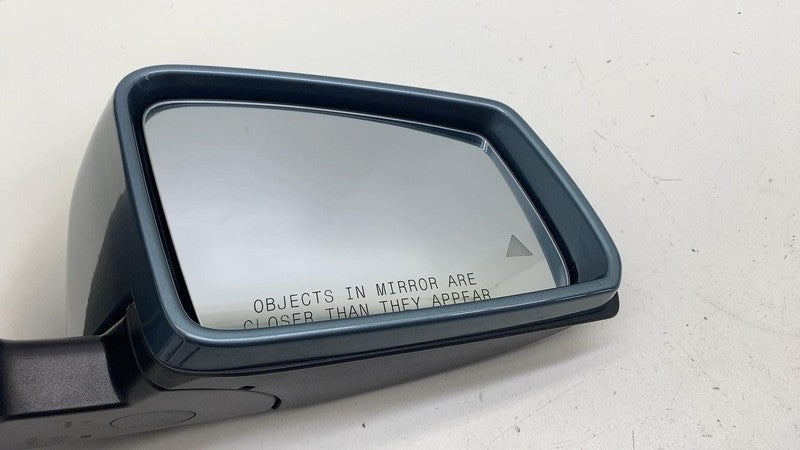 OBJECTS IN MIRROR ARE
CLOSER THAN THEY APPEAR